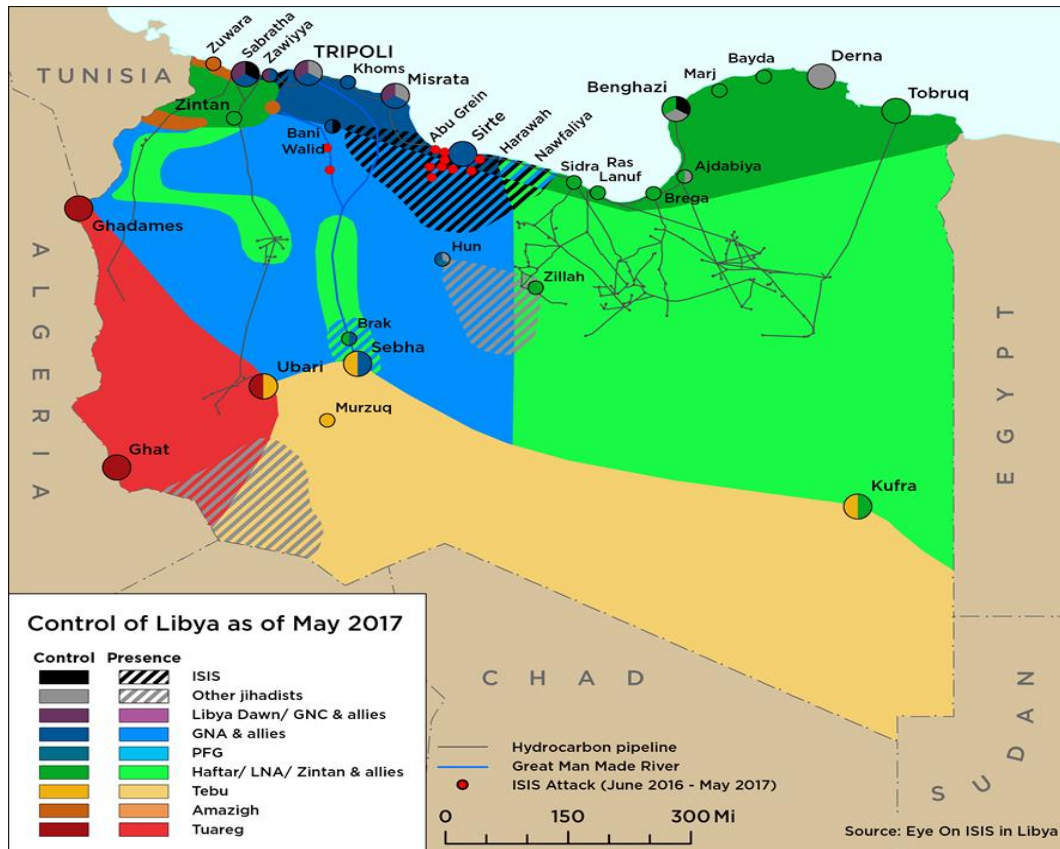 Zuwara
Sabratha
Zawiyya
TRIPOLI
Khoms
Misrata
TUNISIA
Zintan
Bani
Walid
Abu Grein
Sirte
Harawah
Nawfaliya
Benghazi
Marj
Bayda
Derna
Tobruq
Sidra
Ras
Lanuf
Ajdabiya
Brega
Ghadames
Hun
Zillah
ALGERIA
EGYPT
Brak
Sebha
Ubari
Murzuq
Ghat
Kufra
CHAD
SUDAN
Control of Libya as of May 2017
Control Presence
ISIS
Other jihadists
Libya Dawn/ GNC & allies
GNA & allies
PFG
Haftar/ LNA/ Zintan & allies
Tebu
Amazigh
Tuareg
Hydrocarbon pipeline
Great Man Made River
ISIS Attack (June 2016 - May 2017)
0 150 300 Mi
Source: Eye On ISIS in Libya